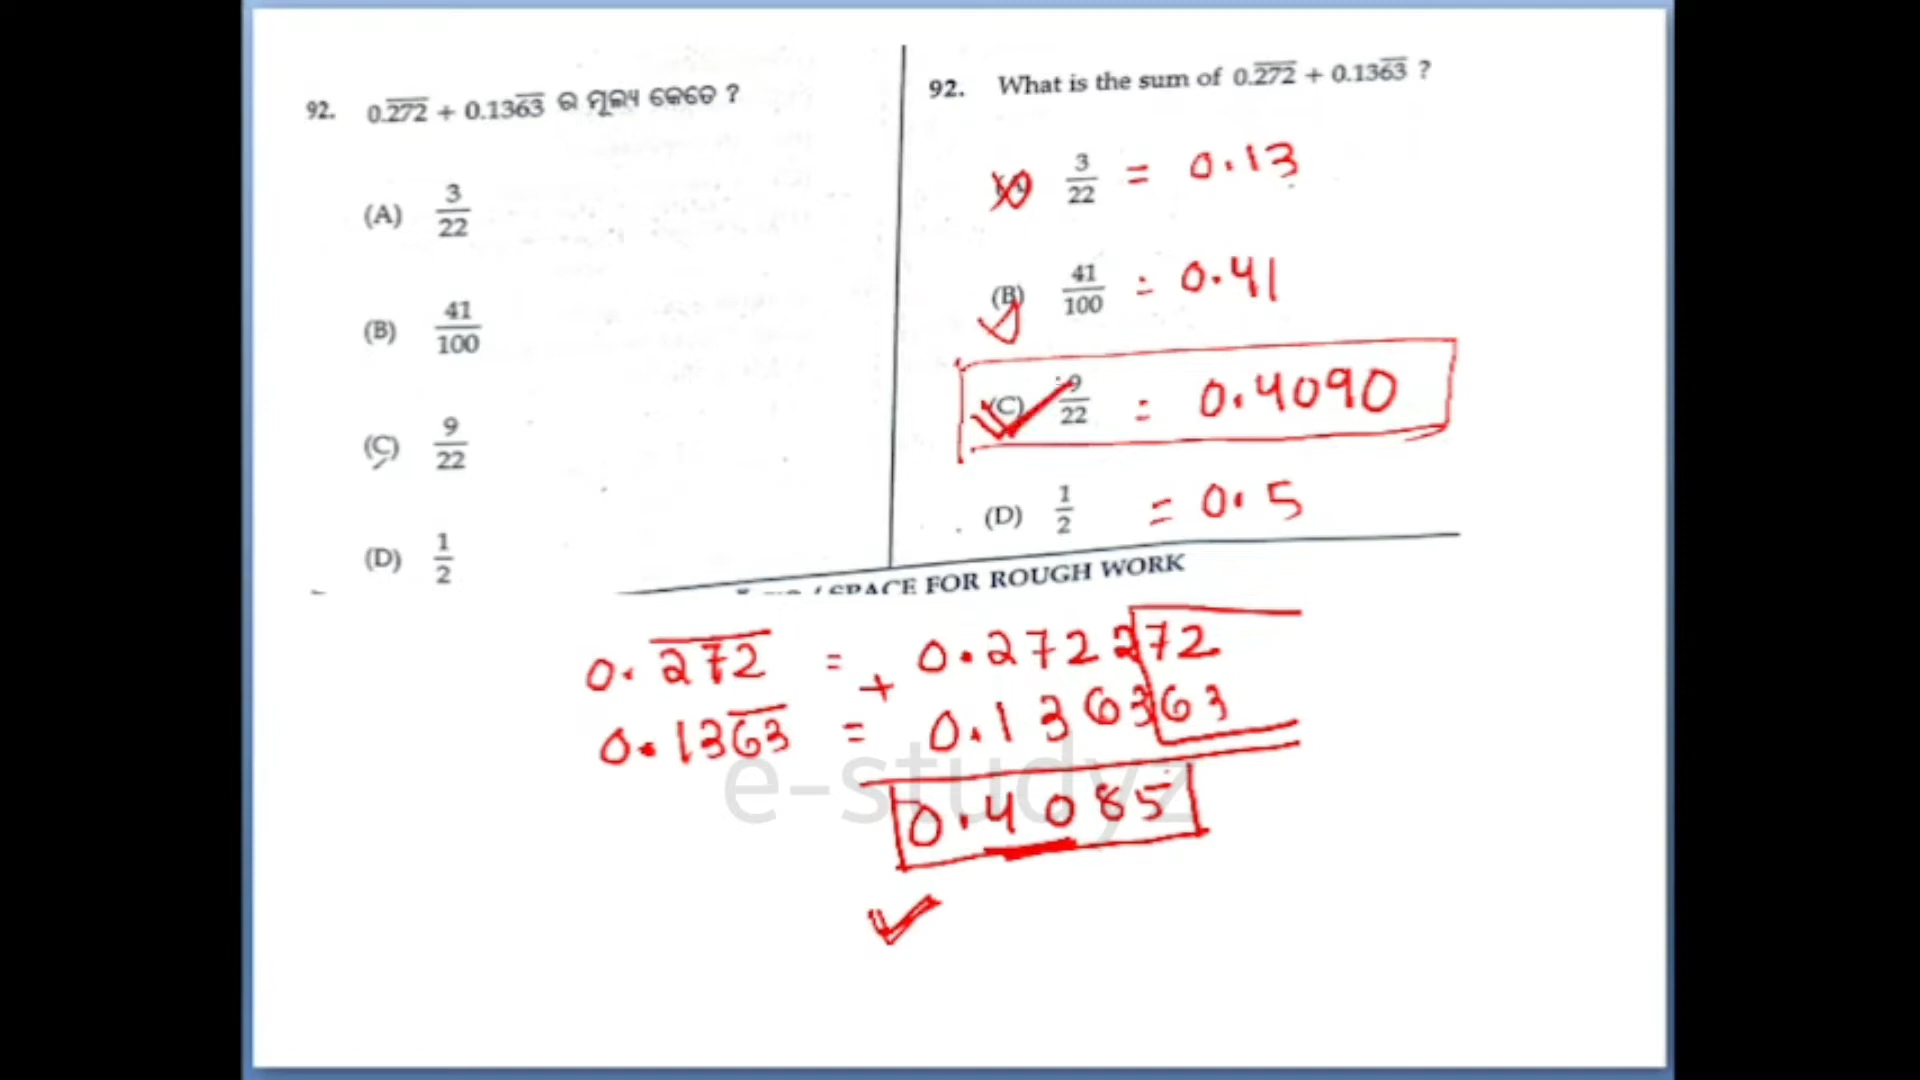 92. 0.272 + 0.1363 ର ମୂଲ୍ୟ କେତେ ?
(A) 3/22
(B) 41/100
(C) 9/22
(D) 1/2
92. What is the sum of 0.272 + 0.1363 ?
3/22 = 0.13
(B) 41/100 = 0.41
(C) 9/22 = 0.4090
(D) 1/2 = 0.5
/ SPACE FOR ROUGH WORK
0.272 = 0.272272
+
0.1363 = 0.136363
0.4085
e-studyz